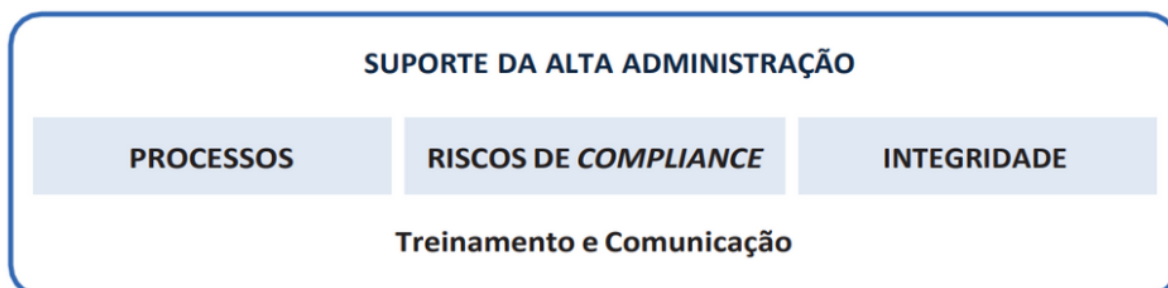 SUPORTE DA ALTA ADMINISTRAÇÃO
PROCESSOS
RISCOS DE COMPLIANCE
INTEGRIDADE
Treinamento e Comunicação